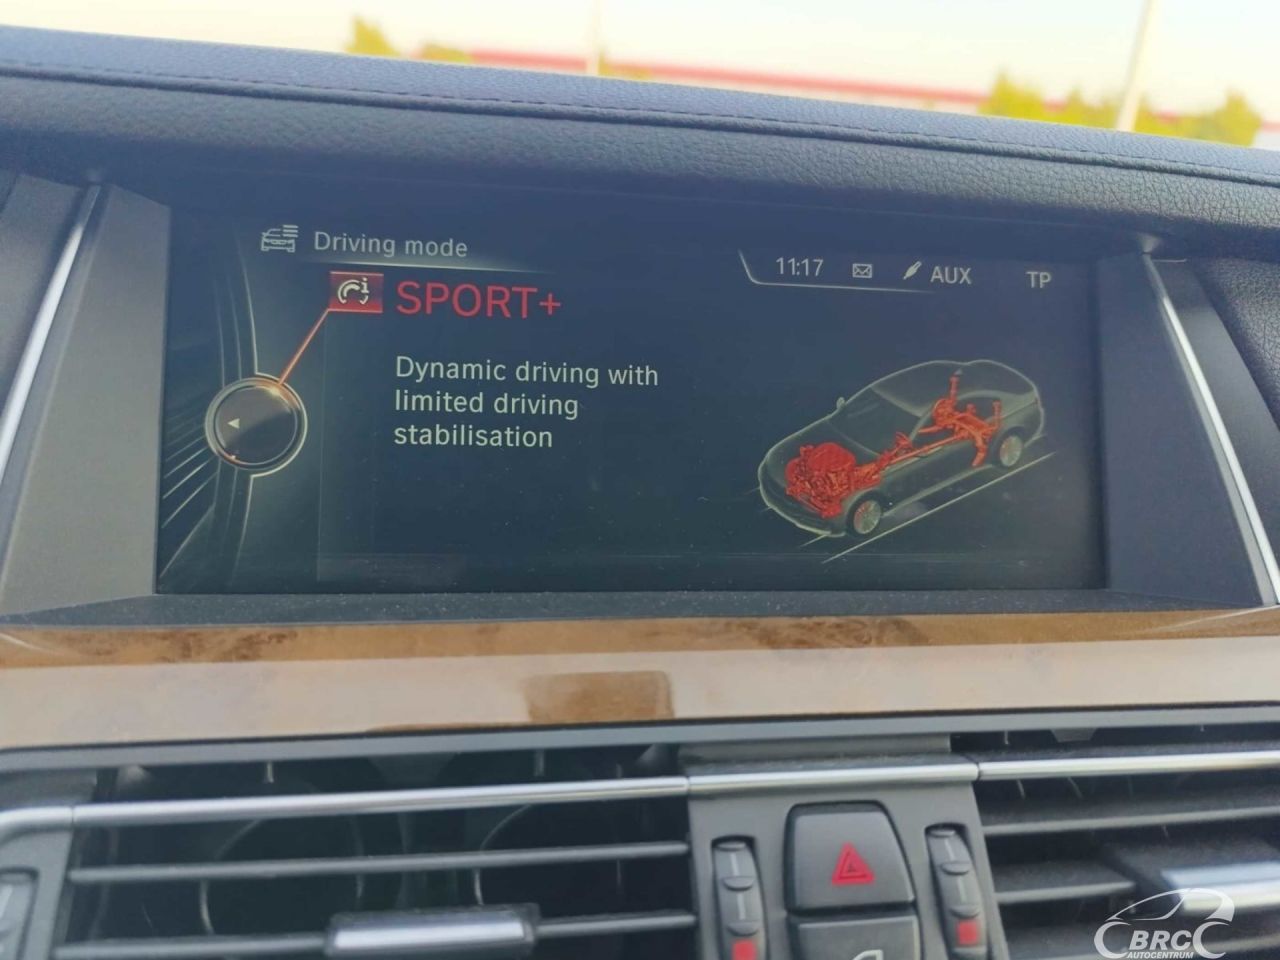 Driving mode
11:17 AUX TP
SPORT+
Dynamic driving with
limited driving
stabilisation
BRC
AUTOCENTRUM